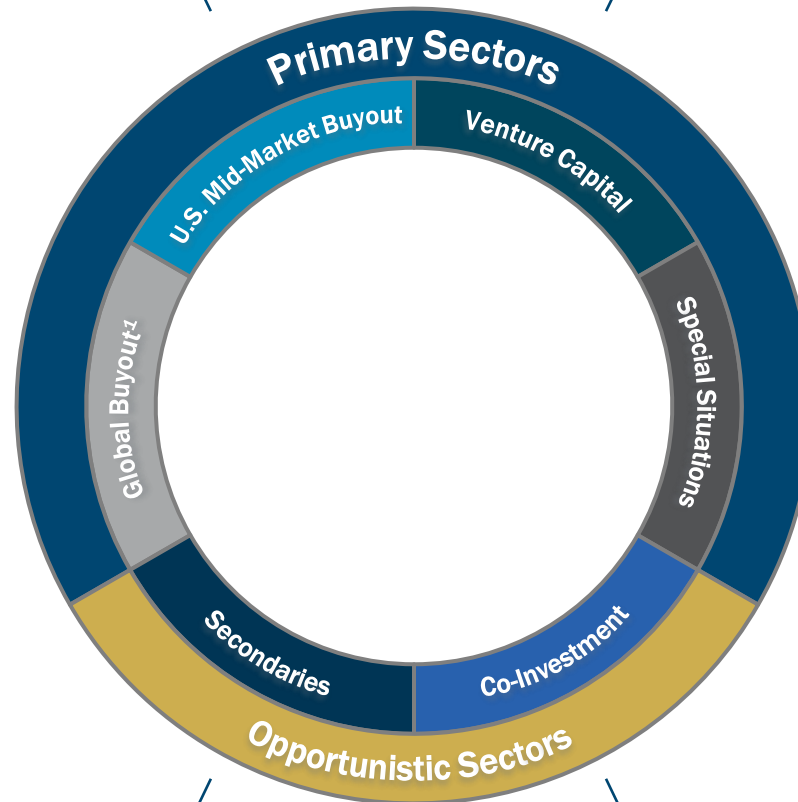 Primary Sectors
U.S. Mid-Market Buyout
Venture Capital
Global Buyout¹
Special Situations
Secondaries
Co-Investment
Opportunistic Sectors